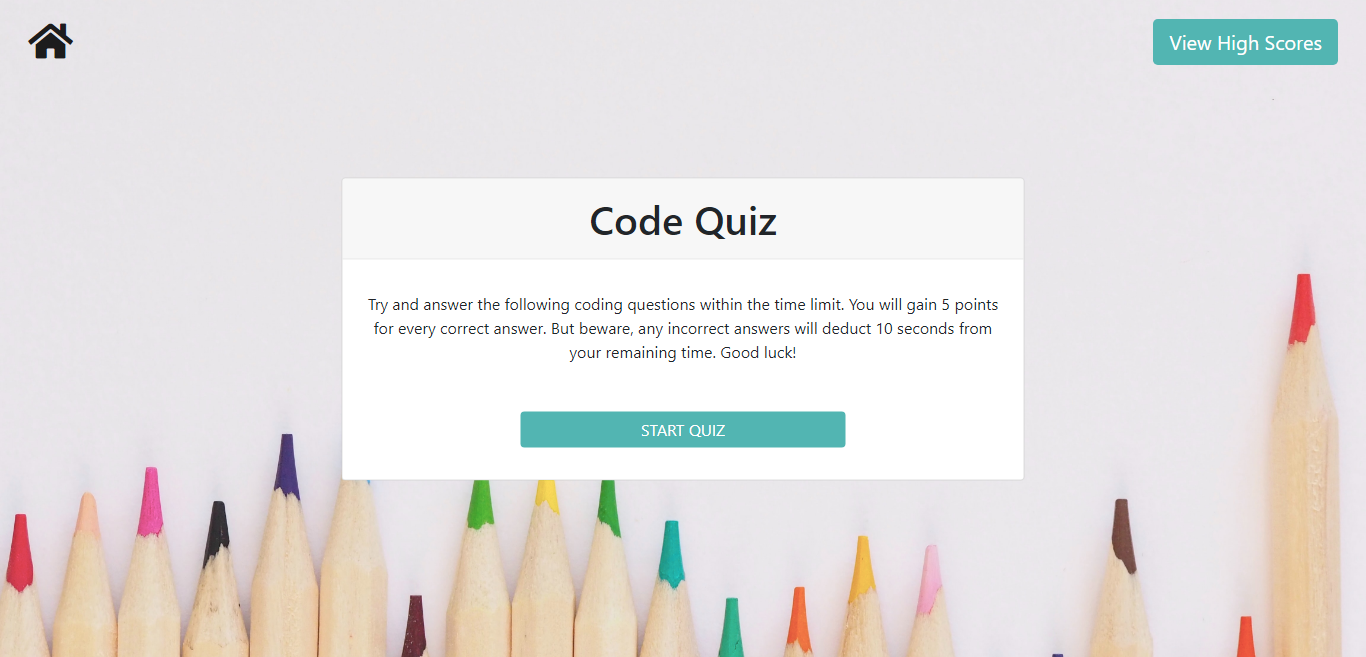 View High Scores
Code Quiz
Try and answer the following coding questions within the time limit. You will gain 5 points
for every correct answer. But beware, any incorrect answers will deduct 10 seconds from
your remaining time. Good luck!
START QUIZ